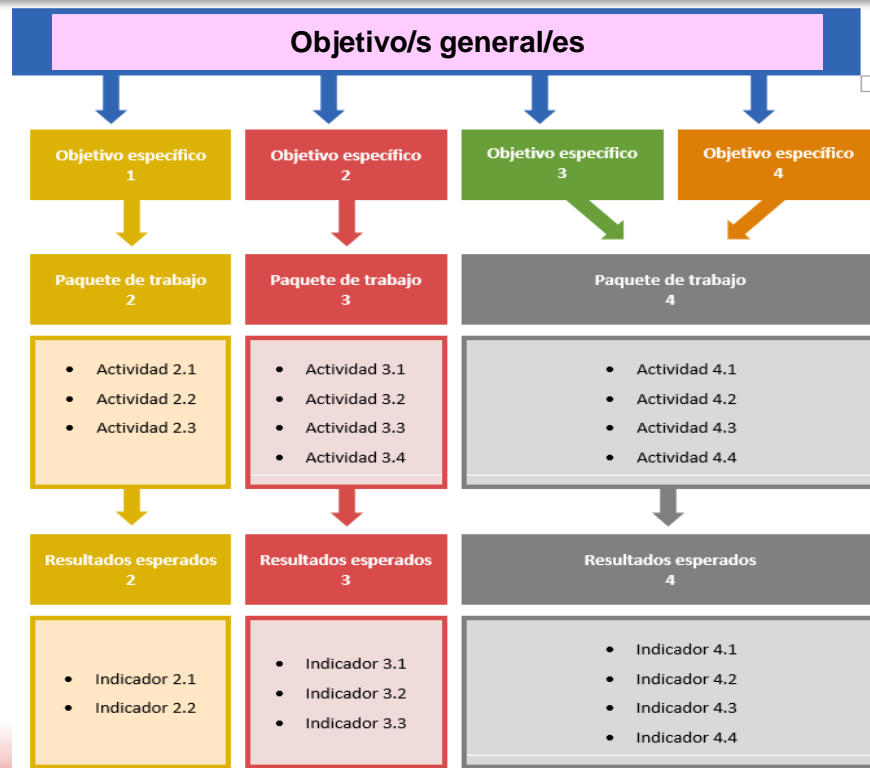 Objetivo/s general/es
Objetivo específico
1
Objetivo específico
2
Objetivo específico
3
Objetivo específico
4
Paquete de trabajo
2
Paquete de trabajo
3
Paquete de trabajo
4
• Actividad 2.1
• Actividad 2.2
• Actividad 2.3
• Actividad 3.1
• Actividad 3.2
• Actividad 3.3
• Actividad 3.4
• Actividad 4.1
• Actividad 4.2
• Actividad 4.3
• Actividad 4.4
Resultados esperados
2
Resultados esperados
3
Resultados esperados
4
• Indicador 2.1
• Indicador 2.2
• Indicador 3.1
• Indicador 3.2
• Indicador 3.3
• Indicador 4.1
• Indicador 4.2
• Indicador 4.3
• Indicador 4.4